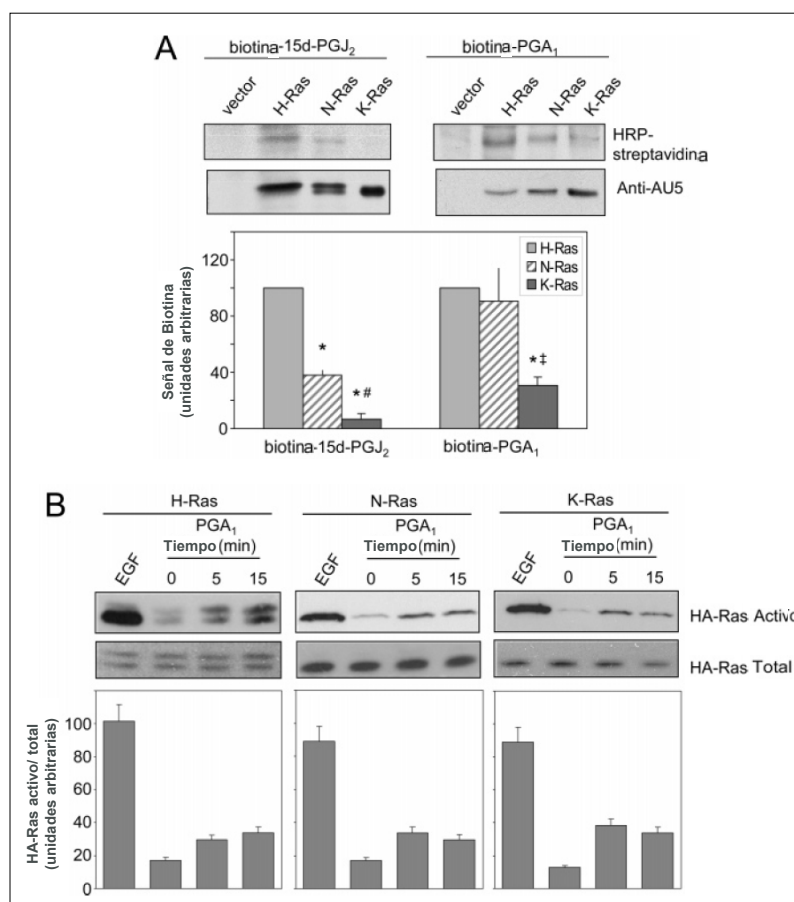 A
biotina-15d-PGJ₂ biotina-PGA₁
vector H-Ras N-Ras K-Ras vector H-Ras N-Ras K-Ras
HRP-
streptavidina
Anti-AU5
Señal de Biotina
(unidades arbitrarias)
120
80
40
0
H-Ras
N-Ras
K-Ras
*
*#
*‡
biotina-15d-PGJ₂ biotina-PGA₁
B
H-Ras N-Ras K-Ras
PGA₁ PGA₁ PGA₁
Tiempo(min) Tiempo(min) Tiempo(min)
EGF 0 5 15 EGF 0 5 15 EGF 0 5 15
HA-Ras Activo
HA-Ras Total
HA-Ras activo/ total
(unidades arbitrarias)
100
80
60
40
20
0